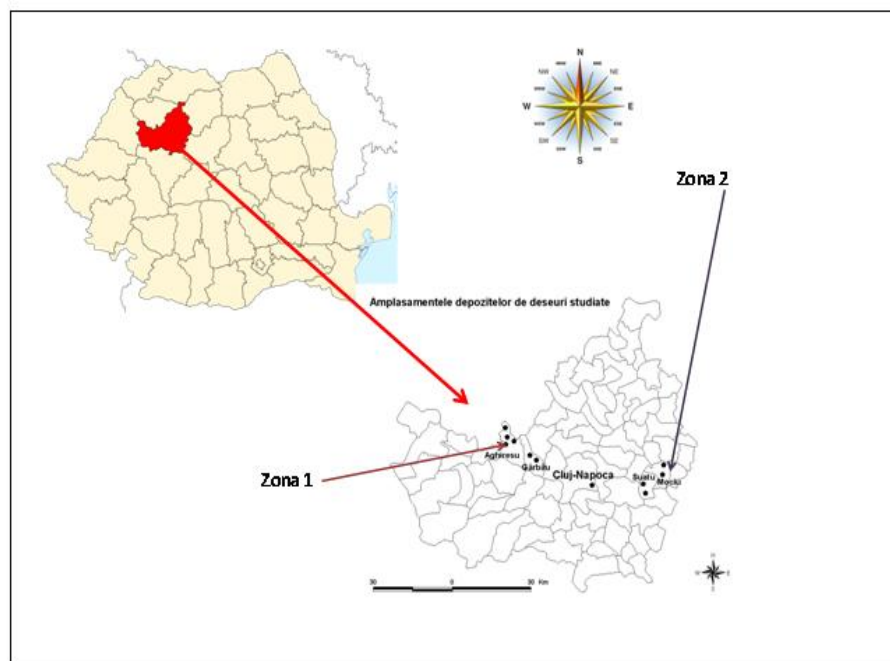 N
NW
NE
W
E
SW
SE
S
Zona 2
Amplasamentele depozitelor de deseuri studiate
Aghiresu
Gârbău
Zona 1
Cluj-Napoca
Suatu
Mociu
30 0 30 Km